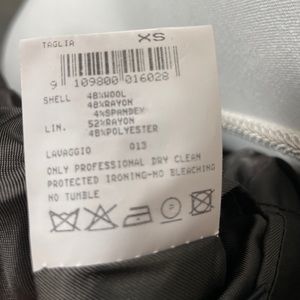 TAGLIA XS
9 109800 016028
SHELL 48%WOOL
48%RAYON
4%SPANDEX
LIN. 52%RAYON
48%POLYESTER
LAVAGGIO 013
ONLY PROFESSIONAL DRY CLEAN
PROTECTED IRONING-NO BLEACHING
NO TUMBLE
P